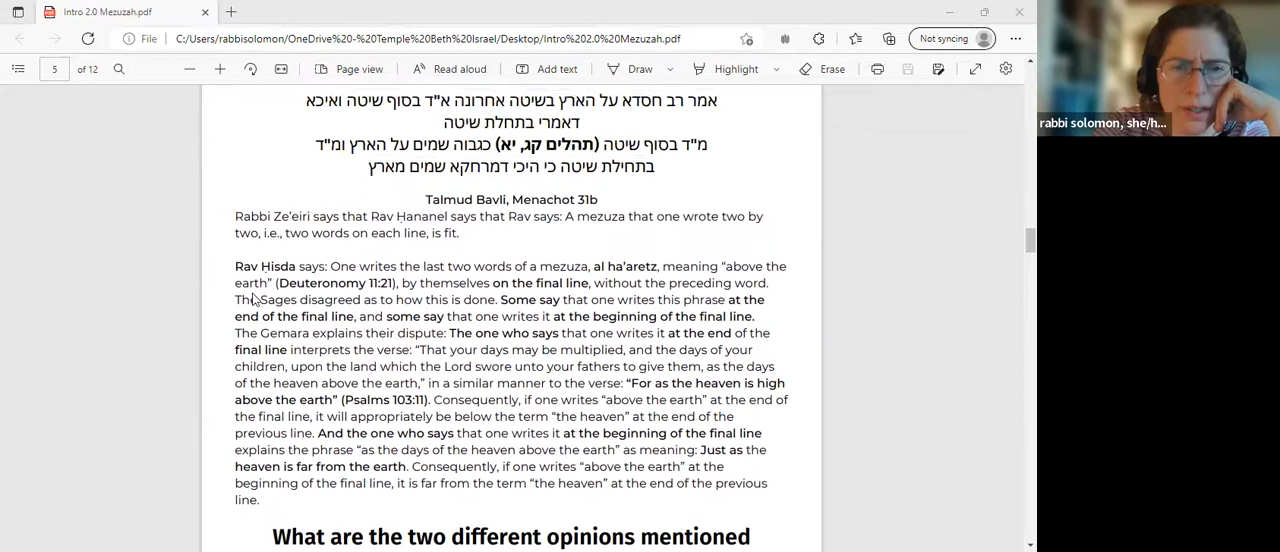 Intro 2.0 Mezuzah.pdf
File C:/Users/rabbisolomon/OneDrive%20-%20Temple%20Beth%20Israel/Desktop/Intro%202.0%20Mezuzah.pdf
Not syncing
5 of 12
Page view
Read aloud
Add text
Draw
Highlight
Erase
אמר רב חסדא על הארץ בשיטה אחרונה א"ד בסוף שיטה ואיכא
דאמרי בתחלת שיטה
מ"ד בסוף שיטה (תהלים קג, יא) כגבוה שמים על הארץ ומ"ד
בתחילת שיטה כי היכי דמרחקא שמים מארץ
Talmud Bavli, Menachot 31b
Rabbi Ze'eiri says that Rav Ḥananel says that Rav says: A mezuza that one wrote two by
two, i.e., two words on each line, is fit.
Rav Ḥisda says: One writes the last two words of a mezuza, al ha'aretz, meaning “above the
earth” (Deuteronomy 11:21), by themselves on the final line, without the preceding word.
The Sages disagreed as to how this is done. Some say that one writes this phrase at the
end of the final line, and some say that one writes it at the beginning of the final line.
The Gemara explains their dispute: The one who says that one writes it at the end of the
final line interprets the verse: “That your days may be multiplied, and the days of your
children, upon the land which the Lord swore unto your fathers to give them, as the days
of the heaven above the earth,” in a similar manner to the verse: “For as the heaven is high
above the earth” (Psalms 103:11). Consequently, if one writes “above the earth” at the end of
the final line, it will appropriately be below the term “the heaven” at the end of the
previous line. And the one who says that one writes it at the beginning of the final line
explains the phrase “as the days of the heaven above the earth” as meaning: Just as the
heaven is far from the earth. Consequently, if one writes “above the earth” at the
beginning of the final line, it is far from the term “the heaven” at the end of the previous
line.
What are the two different opinions mentioned
rabbi solomon, she/h...